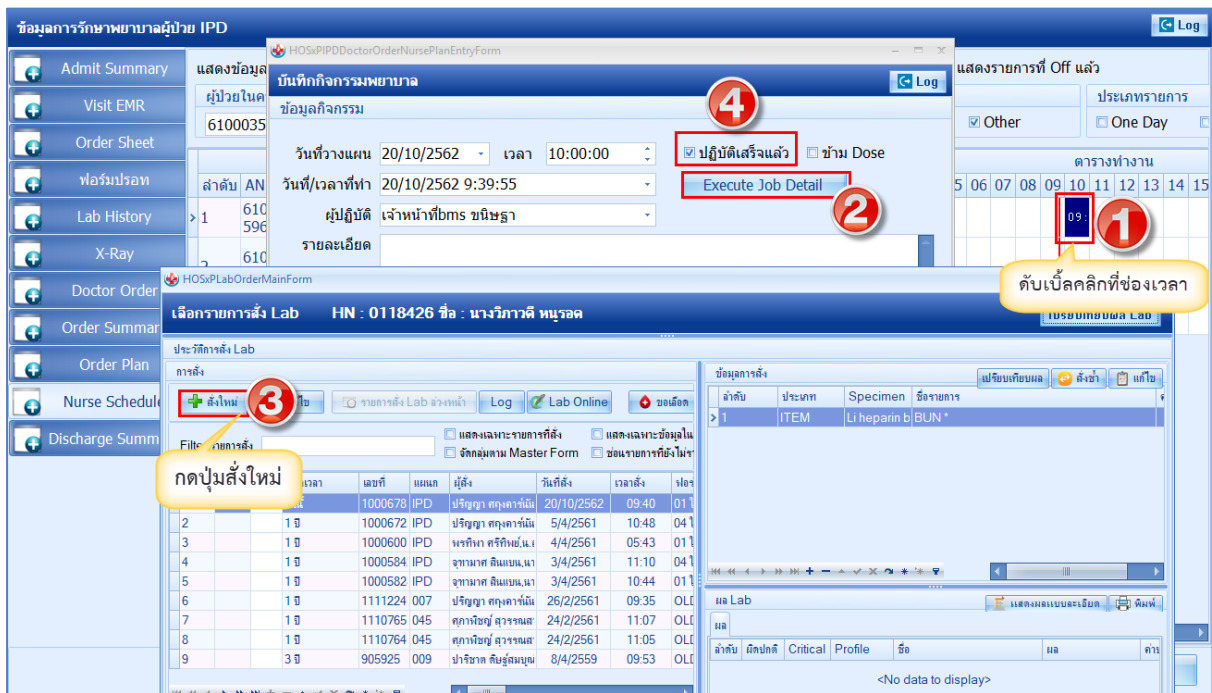 ข้อมูลการรักษาพยาบาลผู้ป่วย IPD
Log
Admit Summary
Visit EMR
Order Sheet
ฟอร์มปรอท
Lab History
X-Ray
Doctor Order
Order Summar
Order Plan
Nurse Schedule
Discharge Summ
แสดงข้อมูล
ผู้ป่วยในค
6100035
แสดงรายการที่ Off แล้ว
ประเภทรายการ
Other
One Day
ลำดับ AN
1 610
596
2 610
ตารางทำงาน
5 06 07 08 09 10 11 12 13 14 15
09:
1
ดับเบิ้ลคลิกที่ช่องเวลา
HOSxPIPDDoctorOrderNursePlanEntryForm
บันทึกกิจกรรมพยาบาล
Log
ข้อมูลกิจกรรม
4
วันที่วางแผน 20/10/2562 เวลา 10:00:00
ปฏิบัติเสร็จแล้ว ข้าม Dose
วันที่/เวลาที่ทำ 20/10/2562 9:39:55
Execute Job Detail
2
ผู้ปฏิบัติ เจ้าหน้าที่bms ขนิษฐา
รายละเอียด
HOSxPLabOrderMainForm
เลือกรายการสั่ง Lab HN : 0118426 ชื่อ : นางวิภาวดี หนูรอด
เปรียบเทียบผล Lab
ประวัติการสั่ง Lab
การสั่ง
สั่งใหม่
3
รายการสั่ง Lab ล่วงหน้า
Log
Lab Online
ขอเลือด
แสดงเฉพาะรายการที่สั่ง
จัดกลุ่มตาม Master Form
กดปุ่มสั่งใหม่
เลขที่ แผนก ผู้สั่ง วันที่สั่ง เวลาสั่ง
1000678 IPD 20/10/2562 09:40 01
2 1 ปี 1000672 IPD 5/4/2561 10:48 04
3 1 ปี 1000600 IPD 4/4/2561 05:43 01
4 1 ปี 1000584 IPD 3/4/2561 11:10 04
5 1 ปี 1000582 IPD 3/4/2561 10:44 01
6 1 ปี 1111224 007 26/2/2561 09:35 OLD
7 1 ปี 1110765 045 24/2/2561 11:07 OLD
8 1 ปี 1110764 045 24/2/2561 11:05 OLD
9 3 ปี 905925 009 8/4/2559 09:53 OLD
ข้อมูลการสั่ง
เปรียบเทียบผล
สั่งซ้ำ
แก้ไข
ลำดับ ประเภท Specimen ชื่อรายการ
1 ITEM Li heparin b BUN *
ผล Lab
แสดงผลแบบละเอียด
พิมพ์
ผล
ลำดับ ผิดปกติ Critical Profile ชื่อ ผล
<No data to display>